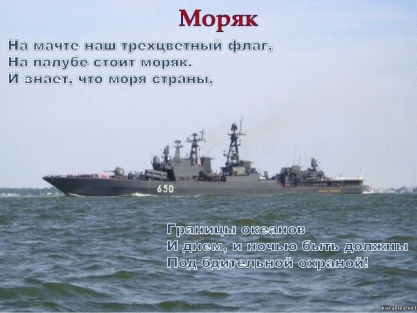 Моряк
На мачте наш трехцветный флаг,
На палубе стоит моряк.
И знает, что моря страны,
650
Границы океанов
И днем, и ночью быть должны
Под бдительной охраной!